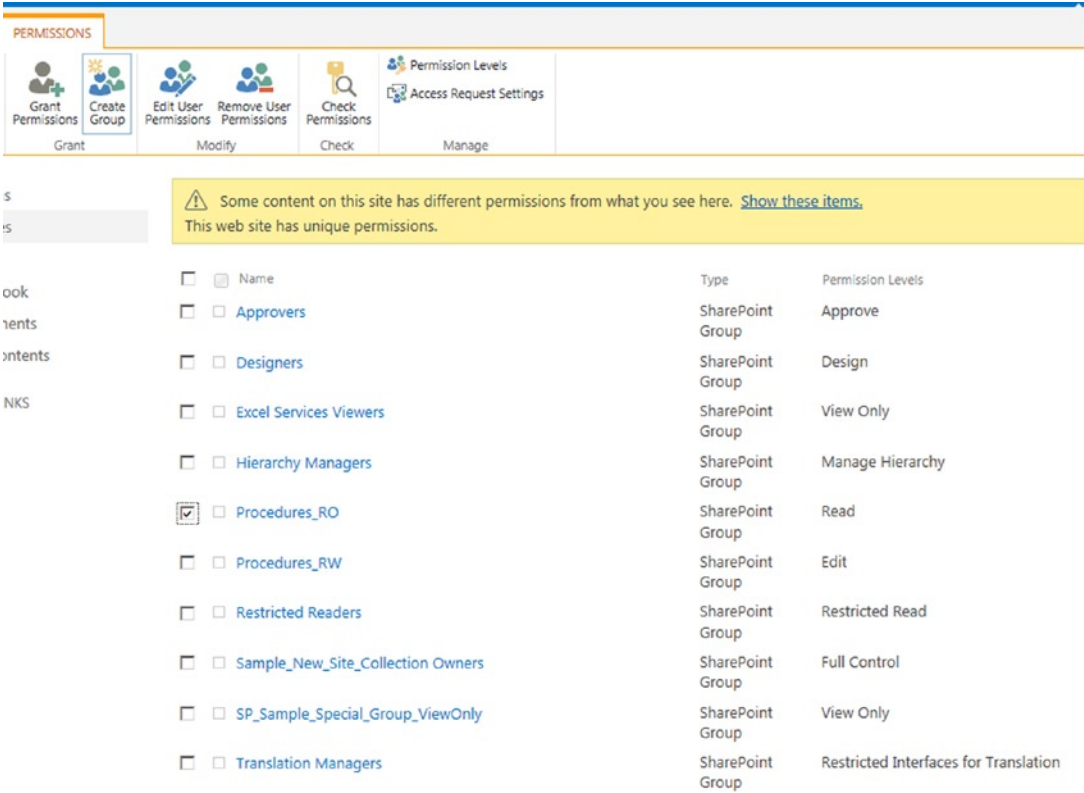 PERMISSIONS
Grant Permissions
Create Group
Edit User Permissions
Remove User Permissions
Check Permissions
Permission Levels
Access Request Settings
Grant
Modify
Check
Manage
Some content on this site has different permissions from what you see here. Show these items.
This web site has unique permissions.
Name Type Permission Levels
Approvers SharePoint Group Approve
Designers SharePoint Group Design
Excel Services Viewers SharePoint Group View Only
Hierarchy Managers SharePoint Group Manage Hierarchy
Procedures_RO SharePoint Group Read
Procedures_RW SharePoint Group Edit
Restricted Readers SharePoint Group Restricted Read
Sample_New_Site_Collection Owners SharePoint Group Full Control
SP_Sample_Special_Group_ViewOnly SharePoint Group View Only
Translation Managers SharePoint Group Restricted Interfaces for Translation
ook
ments
ontents
NKS